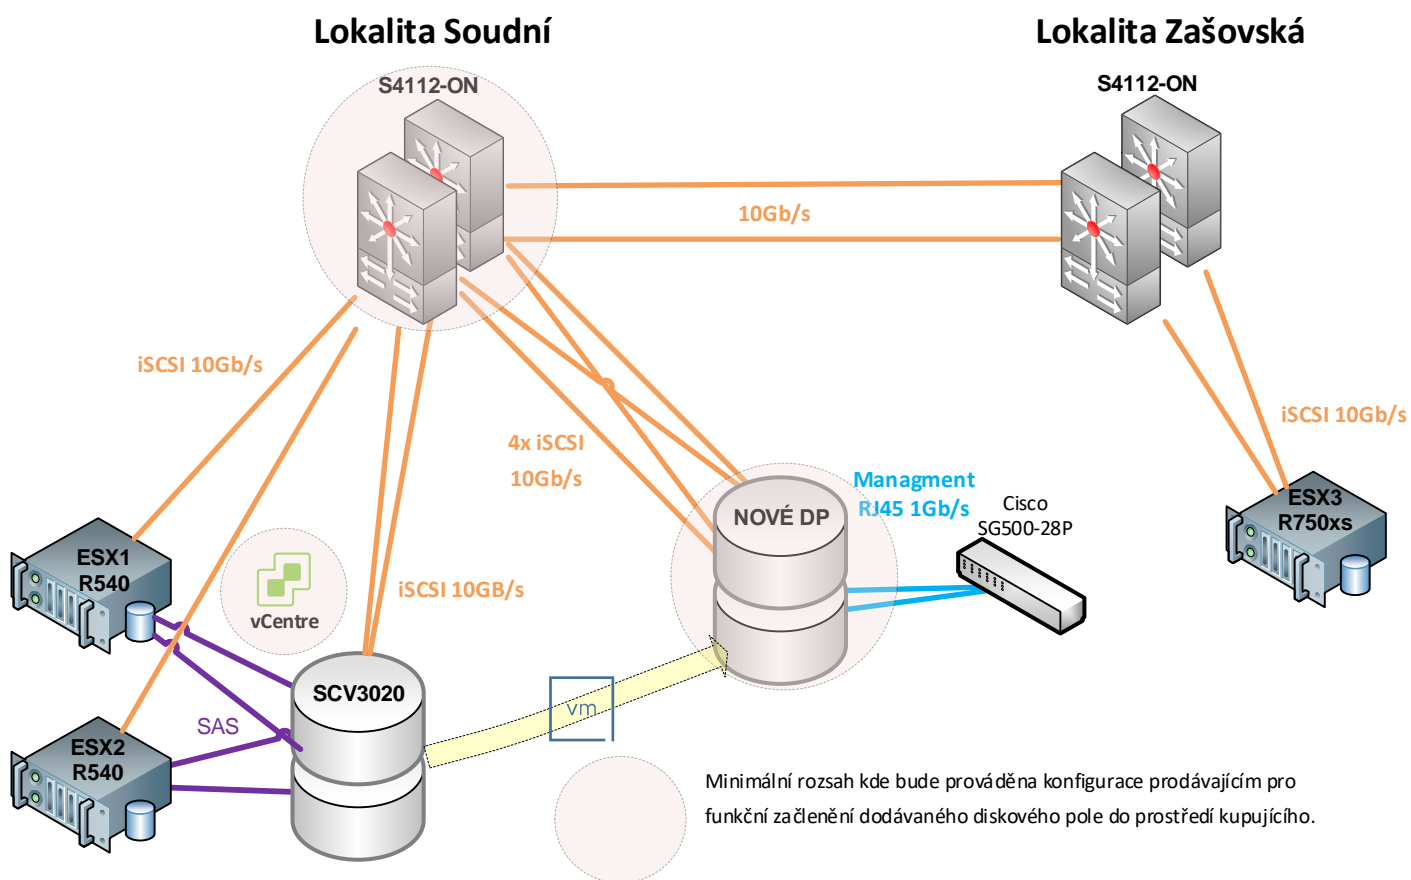 Lokalita Soudní
Lokalita Zašovská
S4112-ON
S4112-ON
10Gb/s
iSCSI 10Gb/s
iSCSI 10Gb/s
4x iSCSI
10Gb/s
Managment
RJ45 1Gb/s
Cisco
SG500-28P
NOVÉ DP
ESX3
R750xs
ESX1
R540
iSCSI 10GB/s
vCentre
SCV3020
SAS
vm
ESX2
R540
Minimální rozsah kde bude prováděna konfigurace prodávajícím pro
funkční začlenění dodávaného diskového pole do prostředí kupujícího.